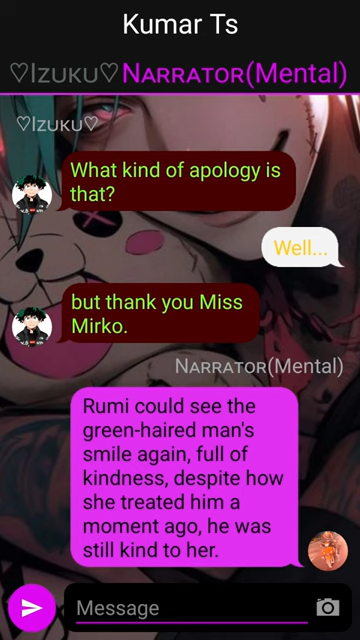 Kumar Ts
♡Izuku♡ Narrator(Mental)
♡Izuku♡
What kind of apology is
that?
Well...
but thank you Miss
Mirko.
Narrator(Mental)
Rumi could see the
green-haired man's
smile again, full of
kindness, despite how
she treated him a
moment ago, he was
still kind to her.
Message